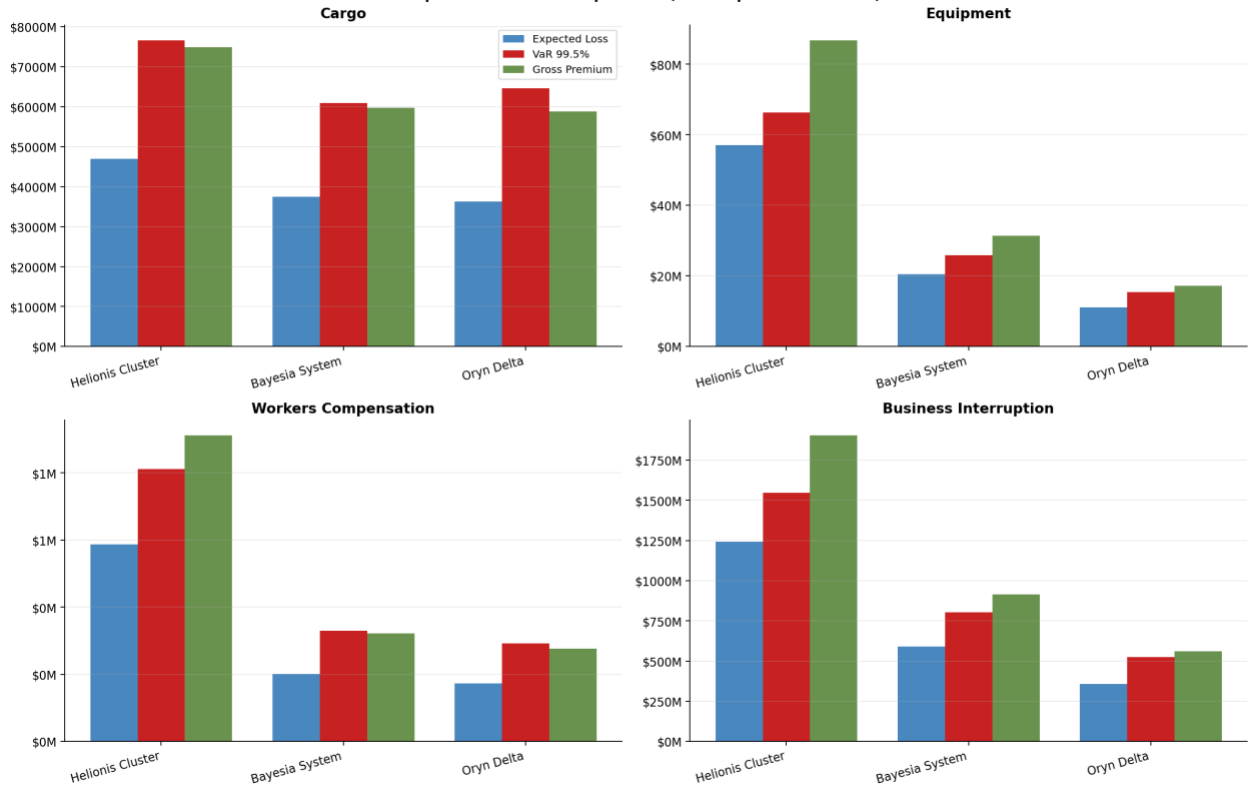 Cargo
$8000M
$7000M
$6000M
$5000M
$4000M
$3000M
$2000M
$1000M
$0M
Expected Loss
VaR 99.5%
Gross Premium
Helionis Cluster
Bayesia System
Oryn Delta
Equipment
$80M
$60M
$40M
$20M
$0M
Helionis Cluster
Bayesia System
Oryn Delta
Workers Compensation
$1M
$1M
$0M
$0M
$0M
Helionis Cluster
Bayesia System
Oryn Delta
Business Interruption
$1750M
$1500M
$1250M
$1000M
$750M
$500M
$250M
$0M
Helionis Cluster
Bayesia System
Oryn Delta